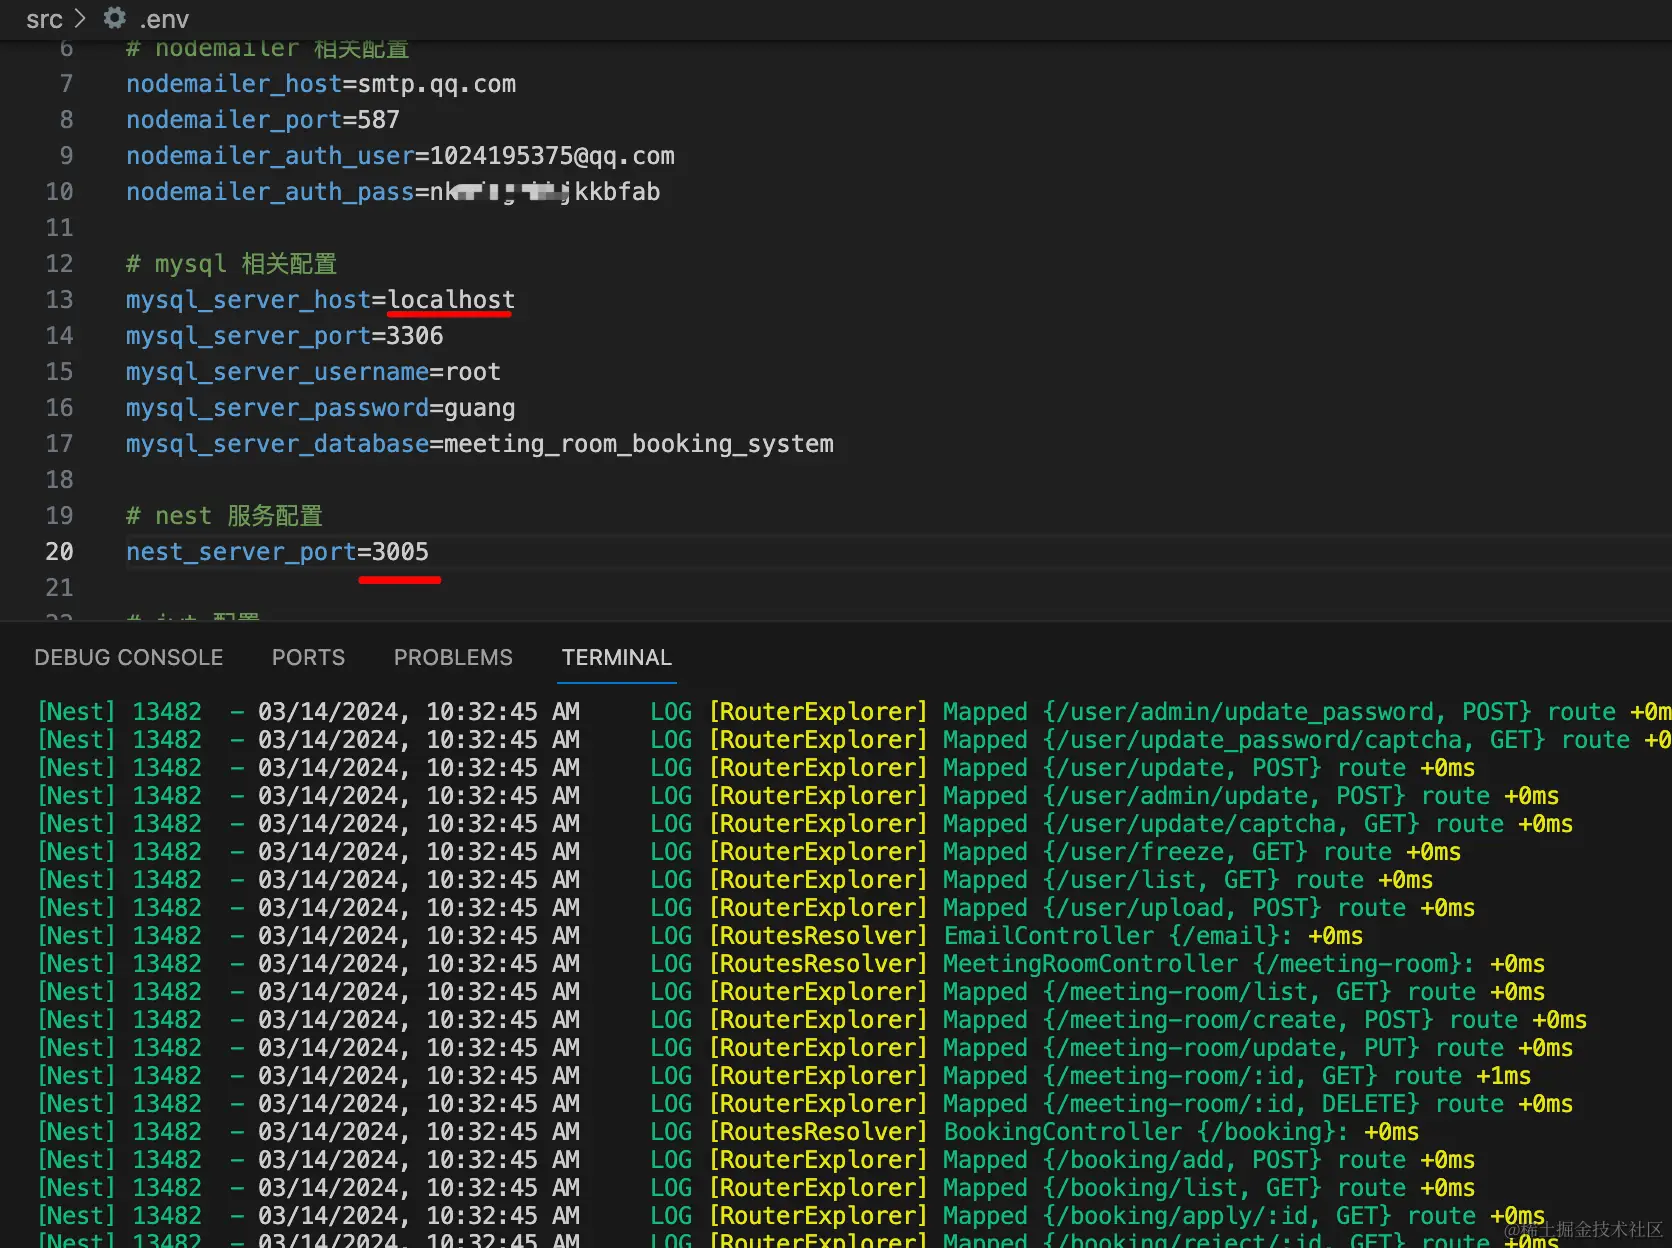 src > .env
6 # nodemailer 相关配置
7 nodemailer_host=smtp.qq.com
8 nodemailer_port=587
9 nodemailer_auth_user=1024195375@qq.com
10 nodemailer_auth_pass=nk jkkbfab
11
12 # mysql 相关配置
13 mysql_server_host=localhost
14 mysql_server_port=3306
15 mysql_server_username=root
16 mysql_server_password=guang
17 mysql_server_database=meeting_room_booking_system
18
19 # nest 服务配置
20 nest_server_port=3005
21
22 # jwt 配置
DEBUG CONSOLE PORTS PROBLEMS TERMINAL
[Nest] 13482 - 03/14/2024, 10:32:45 AM LOG [RouterExplorer] Mapped {/user/admin/update_password, POST} route +0m
[Nest] 13482 - 03/14/2024, 10:32:45 AM LOG [RouterExplorer] Mapped {/user/update_password/captcha, GET} route +0
[Nest] 13482 - 03/14/2024, 10:32:45 AM LOG [RouterExplorer] Mapped {/user/update, POST} route +0ms
[Nest] 13482 - 03/14/2024, 10:32:45 AM LOG [RouterExplorer] Mapped {/user/admin/update, POST} route +0ms
[Nest] 13482 - 03/14/2024, 10:32:45 AM LOG [RouterExplorer] Mapped {/user/update/captcha, GET} route +0ms
[Nest] 13482 - 03/14/2024, 10:32:45 AM LOG [RouterExplorer] Mapped {/user/freeze, GET} route +0ms
[Nest] 13482 - 03/14/2024, 10:32:45 AM LOG [RouterExplorer] Mapped {/user/list, GET} route +0ms
[Nest] 13482 - 03/14/2024, 10:32:45 AM LOG [RouterExplorer] Mapped {/user/upload, POST} route +0ms
[Nest] 13482 - 03/14/2024, 10:32:45 AM LOG [RoutesResolver] EmailController {/email}: +0ms
[Nest] 13482 - 03/14/2024, 10:32:45 AM LOG [RoutesResolver] MeetingRoomController {/meeting-room}: +0ms
[Nest] 13482 - 03/14/2024, 10:32:45 AM LOG [RouterExplorer] Mapped {/meeting-room/list, GET} route +0ms
[Nest] 13482 - 03/14/2024, 10:32:45 AM LOG [RouterExplorer] Mapped {/meeting-room/create, POST} route +0ms
[Nest] 13482 - 03/14/2024, 10:32:45 AM LOG [RouterExplorer] Mapped {/meeting-room/update, PUT} route +0ms
[Nest] 13482 - 03/14/2024, 10:32:45 AM LOG [RouterExplorer] Mapped {/meeting-room/:id, GET} route +1ms
[Nest] 13482 - 03/14/2024, 10:32:45 AM LOG [RouterExplorer] Mapped {/meeting-room/:id, DELETE} route +0ms
[Nest] 13482 - 03/14/2024, 10:32:45 AM LOG [RoutesResolver] BookingController {/booking}: +0ms
[Nest] 13482 - 03/14/2024, 10:32:45 AM LOG [RouterExplorer] Mapped {/booking/add, POST} route +0ms
[Nest] 13482 - 03/14/2024, 10:32:45 AM LOG [RouterExplorer] Mapped {/booking/list, GET} route +0ms
[Nest] 13482 - 03/14/2024, 10:32:45 AM LOG [RouterExplorer] Mapped {/booking/apply/:id, GET} route +0ms
[Nest] 13482 - 03/14/2024, 10:32:45 AM LOG [RouterExplorer] Mapped {/booking/reject/:id, GET} route +0ms
@稀土掘金技术社区